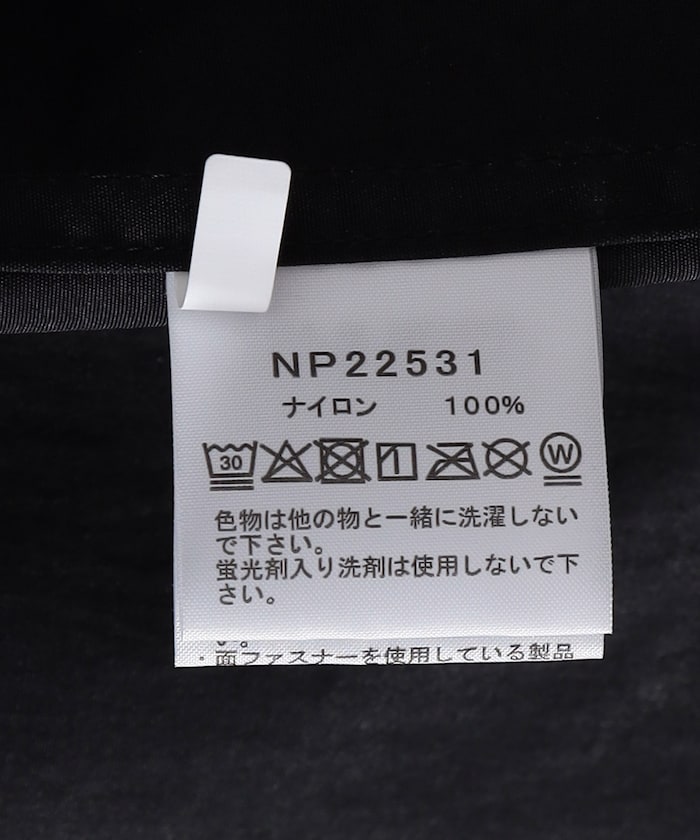 NP22531
ナイロン 100%
30 W
色物は他の物と一緒に洗濯しない
で下さい。
蛍光剤入り洗剤は使用しないで下
さい。
い。
・面ファスナーを使用している製品